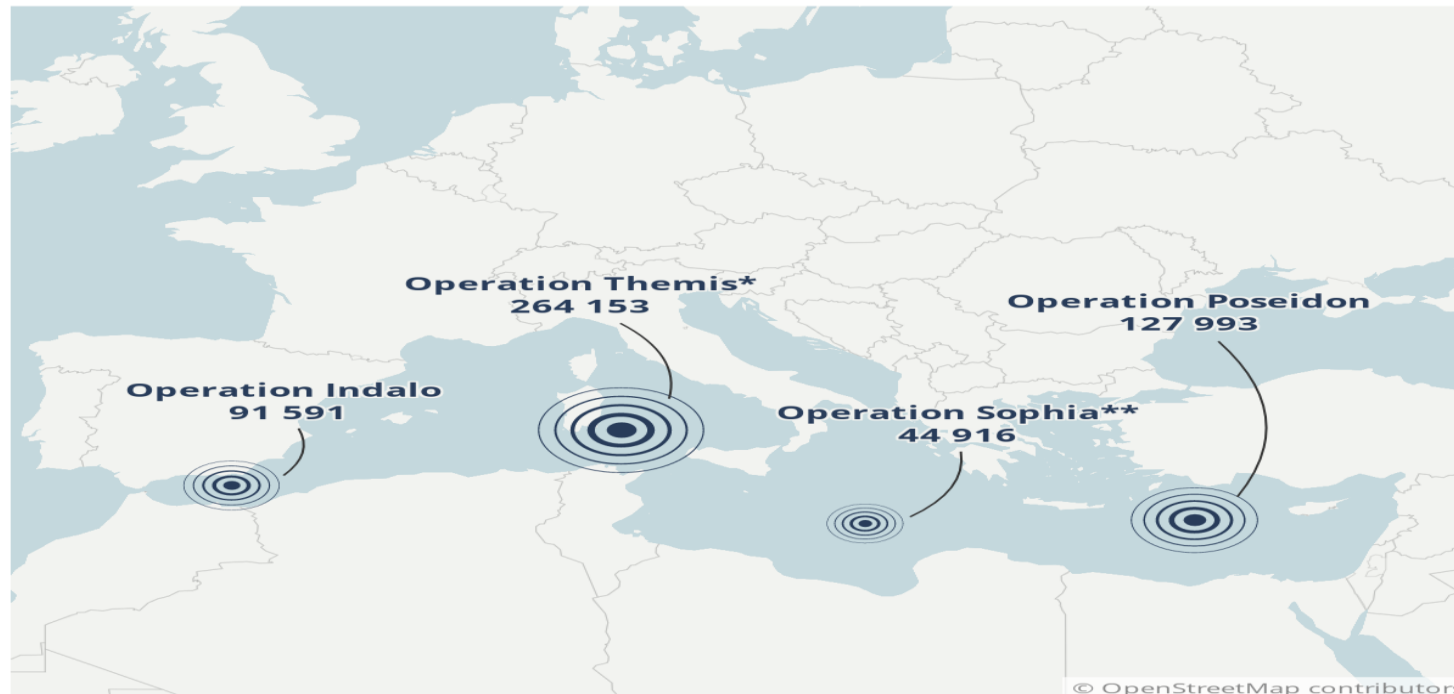 Operation Themis*
264 153
Operation Poseidon
127 993
Operation Indalo
91 591
Operation Sophia**
44 916
© OpenStreetMap contributor